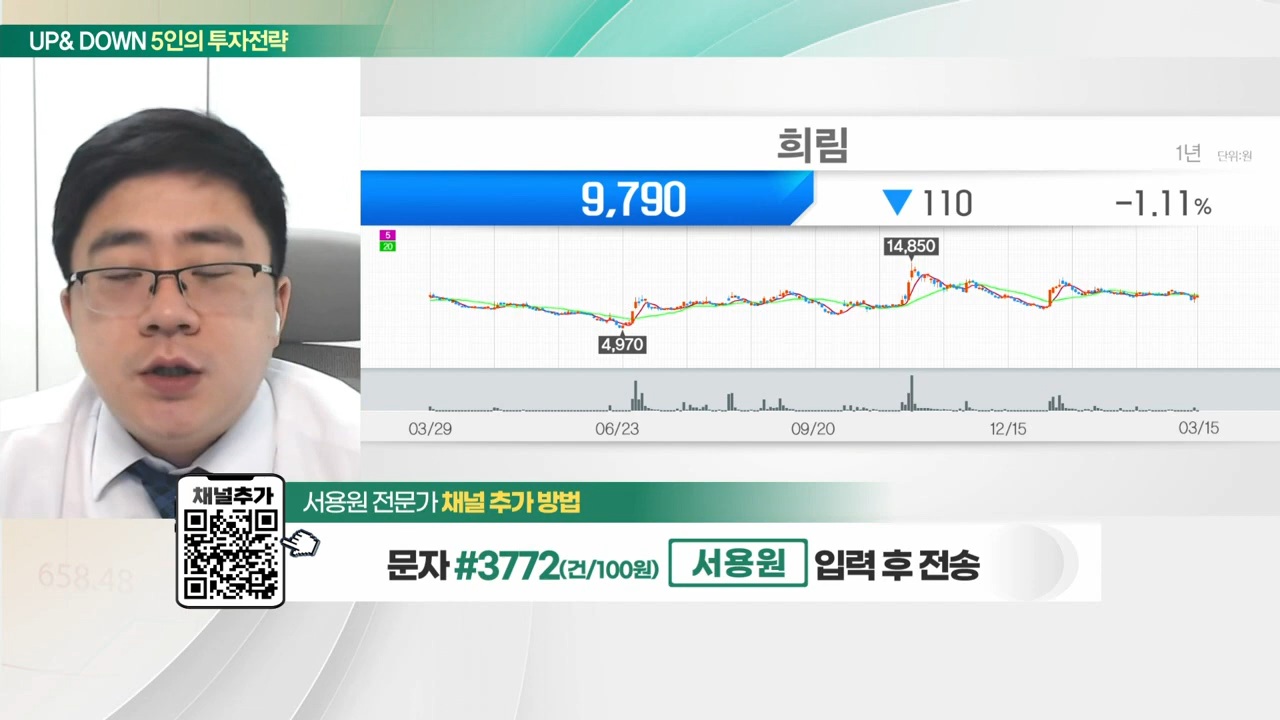 UP& DOWN 5인의 투자전략
희림
1년 단위:원
9,790 ▼ 110 -1.11%
5
20
14,850
4,970
03/29 06/23 09/20 12/15 03/15
채널추가
서용원 전문가 채널 추가 방법
문자 #3772(건/100원) 서용원 입력 후 전송
658.48